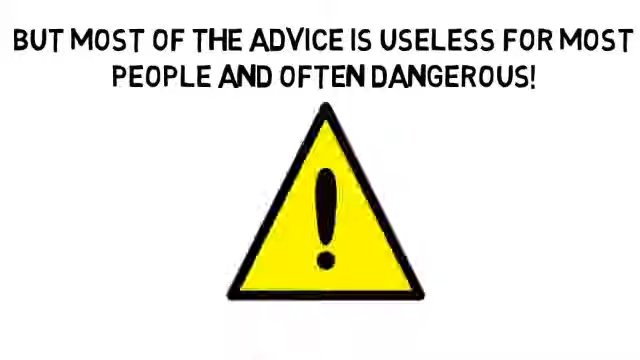 BUT MOST OF THE ADVICE IS USELESS FOR MOST
PEOPLE AND OFTEN DANGEROUS!
!